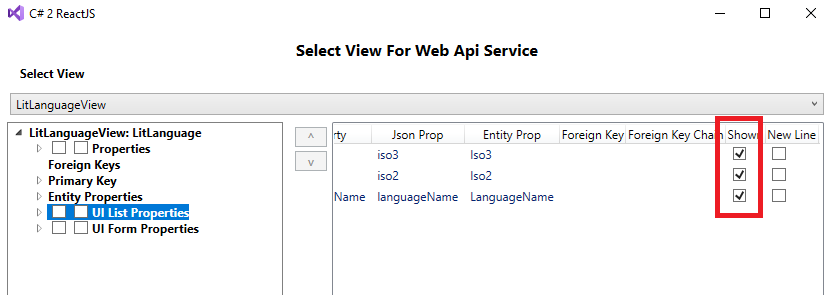 C# 2 ReactJS
Select View For Web Api Service
Select View
LitLanguageView
LitLanguageView: LitLanguage
Properties
Foreign Keys
Primary Key
Entity Properties
UI List Properties
UI Form Properties
^
v
rty Json Prop Entity Prop Foreign Key Foreign Key Chain Shown New Line
iso3 Iso3
iso2 Iso2
Name languageName LanguageName